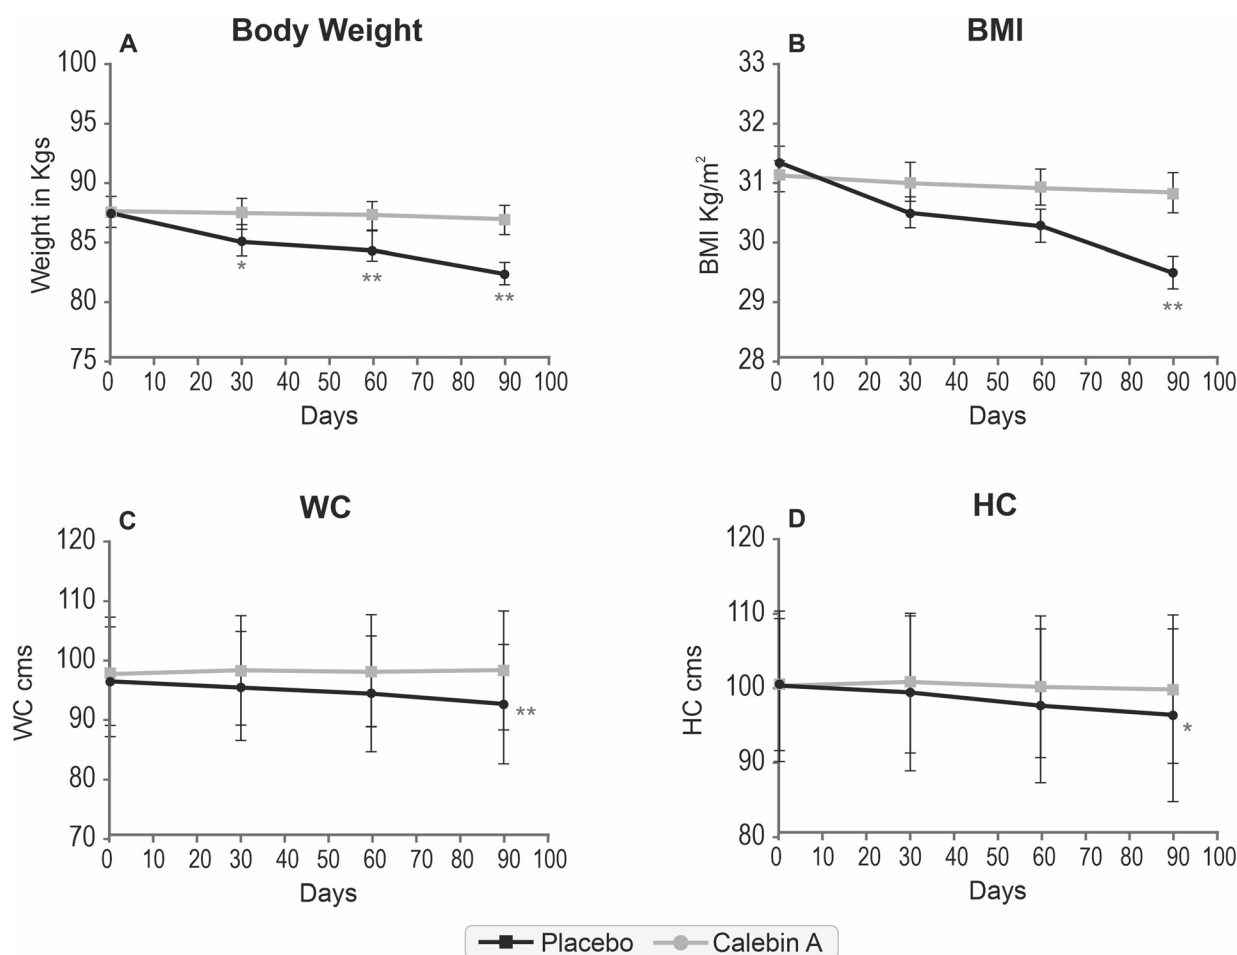 A Body Weight
100
95
90
85
80
75
Weight in Kgs
* ** **
0 10 20 30 40 50 60 70 80 90 100
Days
B BMI
33
32
31
30
29
28
BMI Kg/m²
**
0 10 20 30 40 50 60 70 80 90 100
Days
C WC
120
110
100
90
80
70
WC cms
**
0 10 20 30 40 50 60 70 80 90 100
Days
D HC
120
110
100
90
80
HC cms
*
0 10 20 30 40 50 60 70 80 90 100
Days
Placebo Calebin A